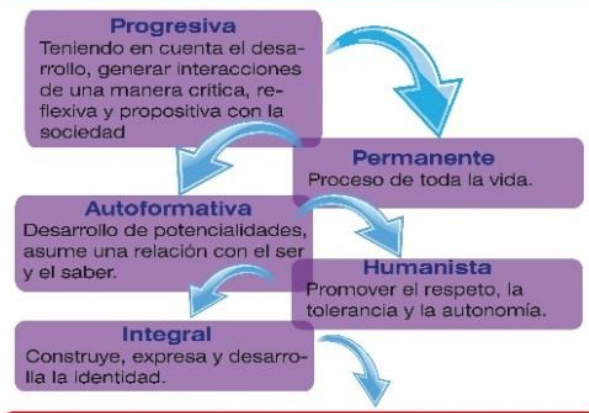 Progresiva
Teniendo en cuenta el desa-
rrollo, generar interacciones
de una manera crítica, re-
flexiva y propositiva con la
sociedad
Permanente
Proceso de toda la vida.
Autoformativa
Desarrollo de potencialidades,
asume una relación con el ser
y el saber.
Humanista
Promover el respeto, la
tolerancia y la autonomía.
Integral
Construye, expresa y desarro-
lla la identidad.